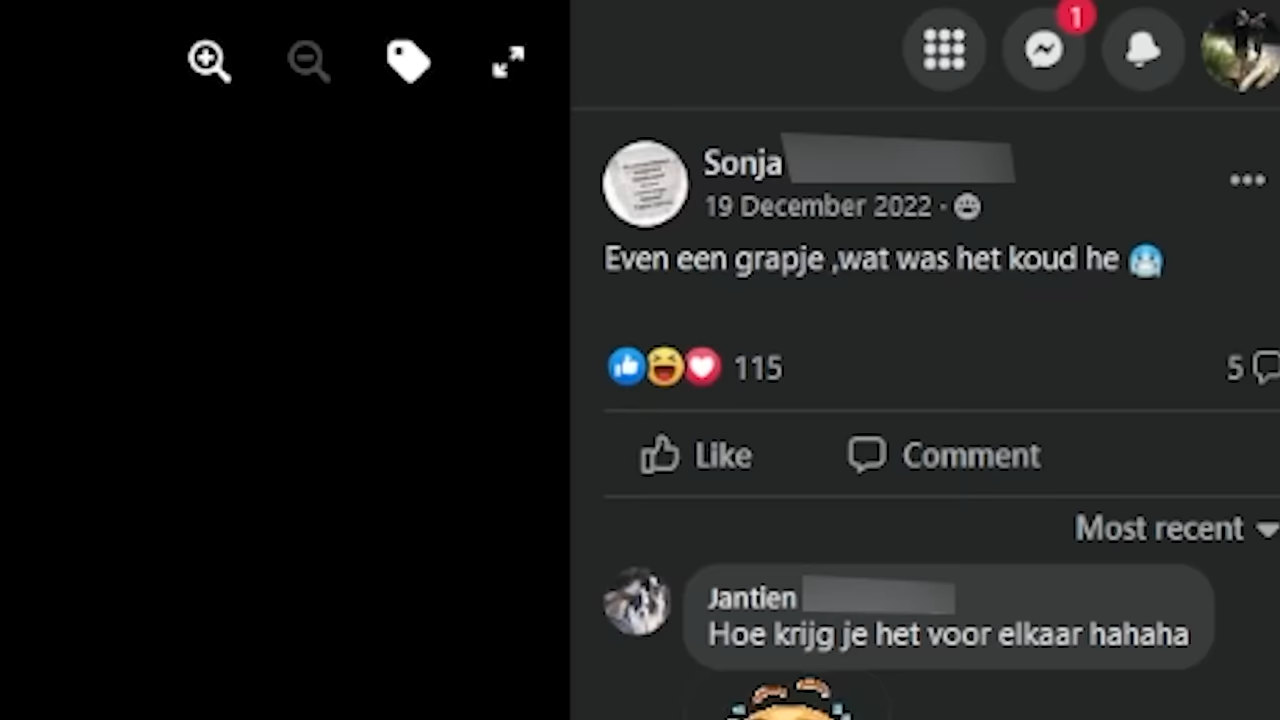 1
Sonja
19 December 2022 ·
Even een grapje ,wat was het koud he
115
5
Like
Comment
Most recent
Jantien
Hoe krijg je het voor elkaar hahaha